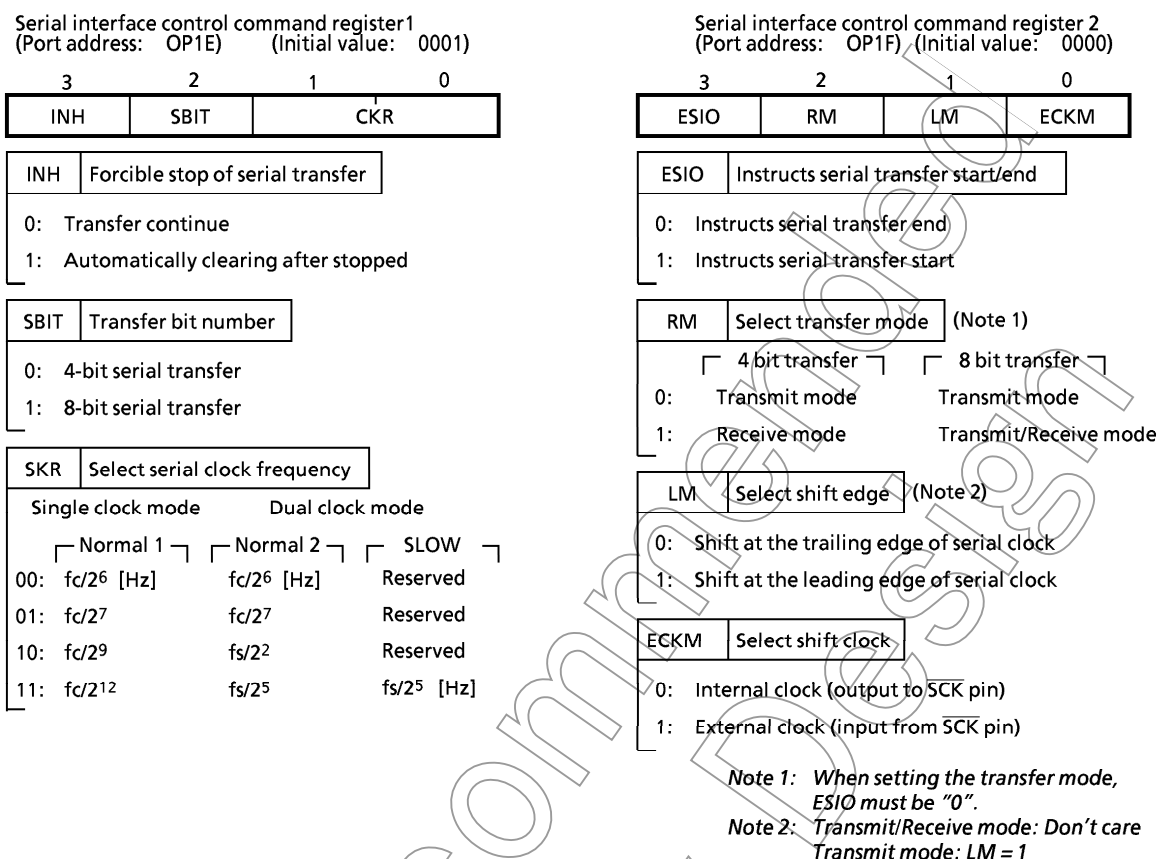 Serial interface control command register1
(Port address: OP1E) (Initial value: 0001)
3 2 1 0
INH SBIT CKR
INH Forcible stop of serial transfer
0: Transfer continue
1: Automatically clearing after stopped
SBIT Transfer bit number
0: 4-bit serial transfer
1: 8-bit serial transfer
SKR Select serial clock frequency
Single clock mode Dual clock mode
Normal 1 Normal 2 SLOW
00: fc/2⁶ [Hz] fc/2⁶ [Hz] Reserved
01: fc/2⁷ fc/2⁷ Reserved
10: fc/2⁹ fs/2² Reserved
11: fc/2¹² fs/2⁵ fs/2⁵ [Hz]
Serial interface control command register 2
(Port address: OP1F) (Initial value: 0000)
3 2 1 0
ESIO RM LM ECKM
ESIO Instructs serial transfer start/end
0: Instructs serial transfer end
1: Instructs serial transfer start
RM Select transfer mode (Note 1)
4 bit transfer 8 bit transfer
0: Transmit mode Transmit mode
1: Receive mode Transmit/Receive mode
LM Select shift edge (Note 2)
0: Shift at the trailing edge of serial clock
1: Shift at the leading edge of serial clock
ECKM Select shift clock
0: Internal clock (output to S̅C̅K̅ pin)
1: External clock (input from S̅C̅K̅ pin)
Note 1: When setting the transfer mode,
ESIO must be "0".
Note 2: Transmit/Receive mode: Don't care
Transmit mode: LM = 1